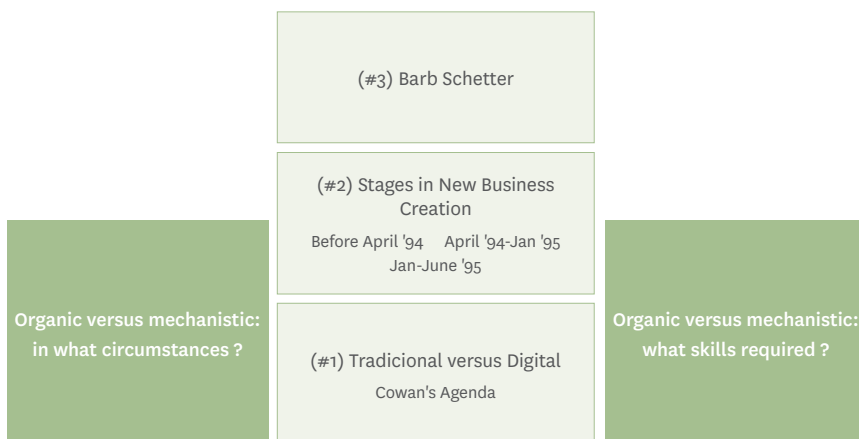 (#3) Barb Schetter
(#2) Stages in New Business
Creation
Before April '94 April '94-Jan '95
Jan-June '95
Organic versus mechanistic:
in what circumstances ?
(#1) Tradicional versus Digital
Cowan's Agenda
Organic versus mechanistic:
what skills required ?